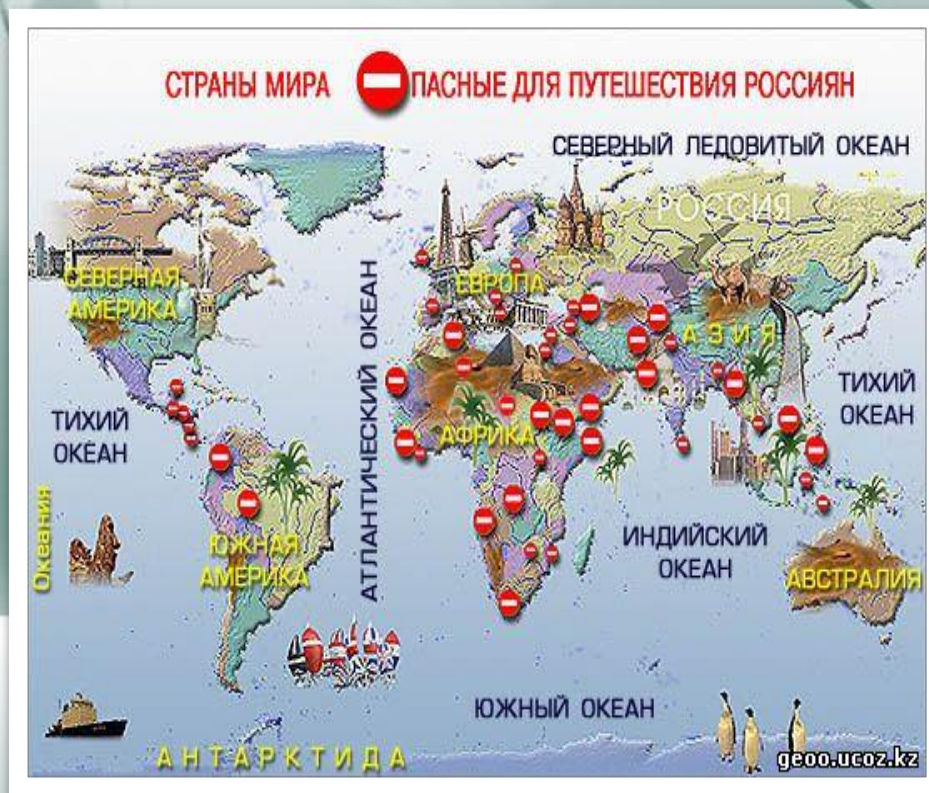 СТРАНЫ МИРА ПАСНЫЕ ДЛЯ ПУТЕШЕСТВИЯ РОССИЯН
СЕВЕРНЫЙ ЛЕДОВИТЫЙ ОКЕАН
РОССИЯ
СЕВЕРНАЯ
АМЕРИКА
ЕВРОПА
АЗИЯ
АТЛАНТИЧЕСКИЙ ОКЕАН
ТИХИЙ
ОКЕАН
ТИХИЙ
ОКЕАН
АФРИКА
Океания
ЮЖНАЯ
АМЕРИКА
ИНДИЙСКИЙ
ОКЕАН
АВСТРАЛИЯ
ЮЖНЫЙ ОКЕАН
АНТАРКТИДА
geoo.ucoz.kz